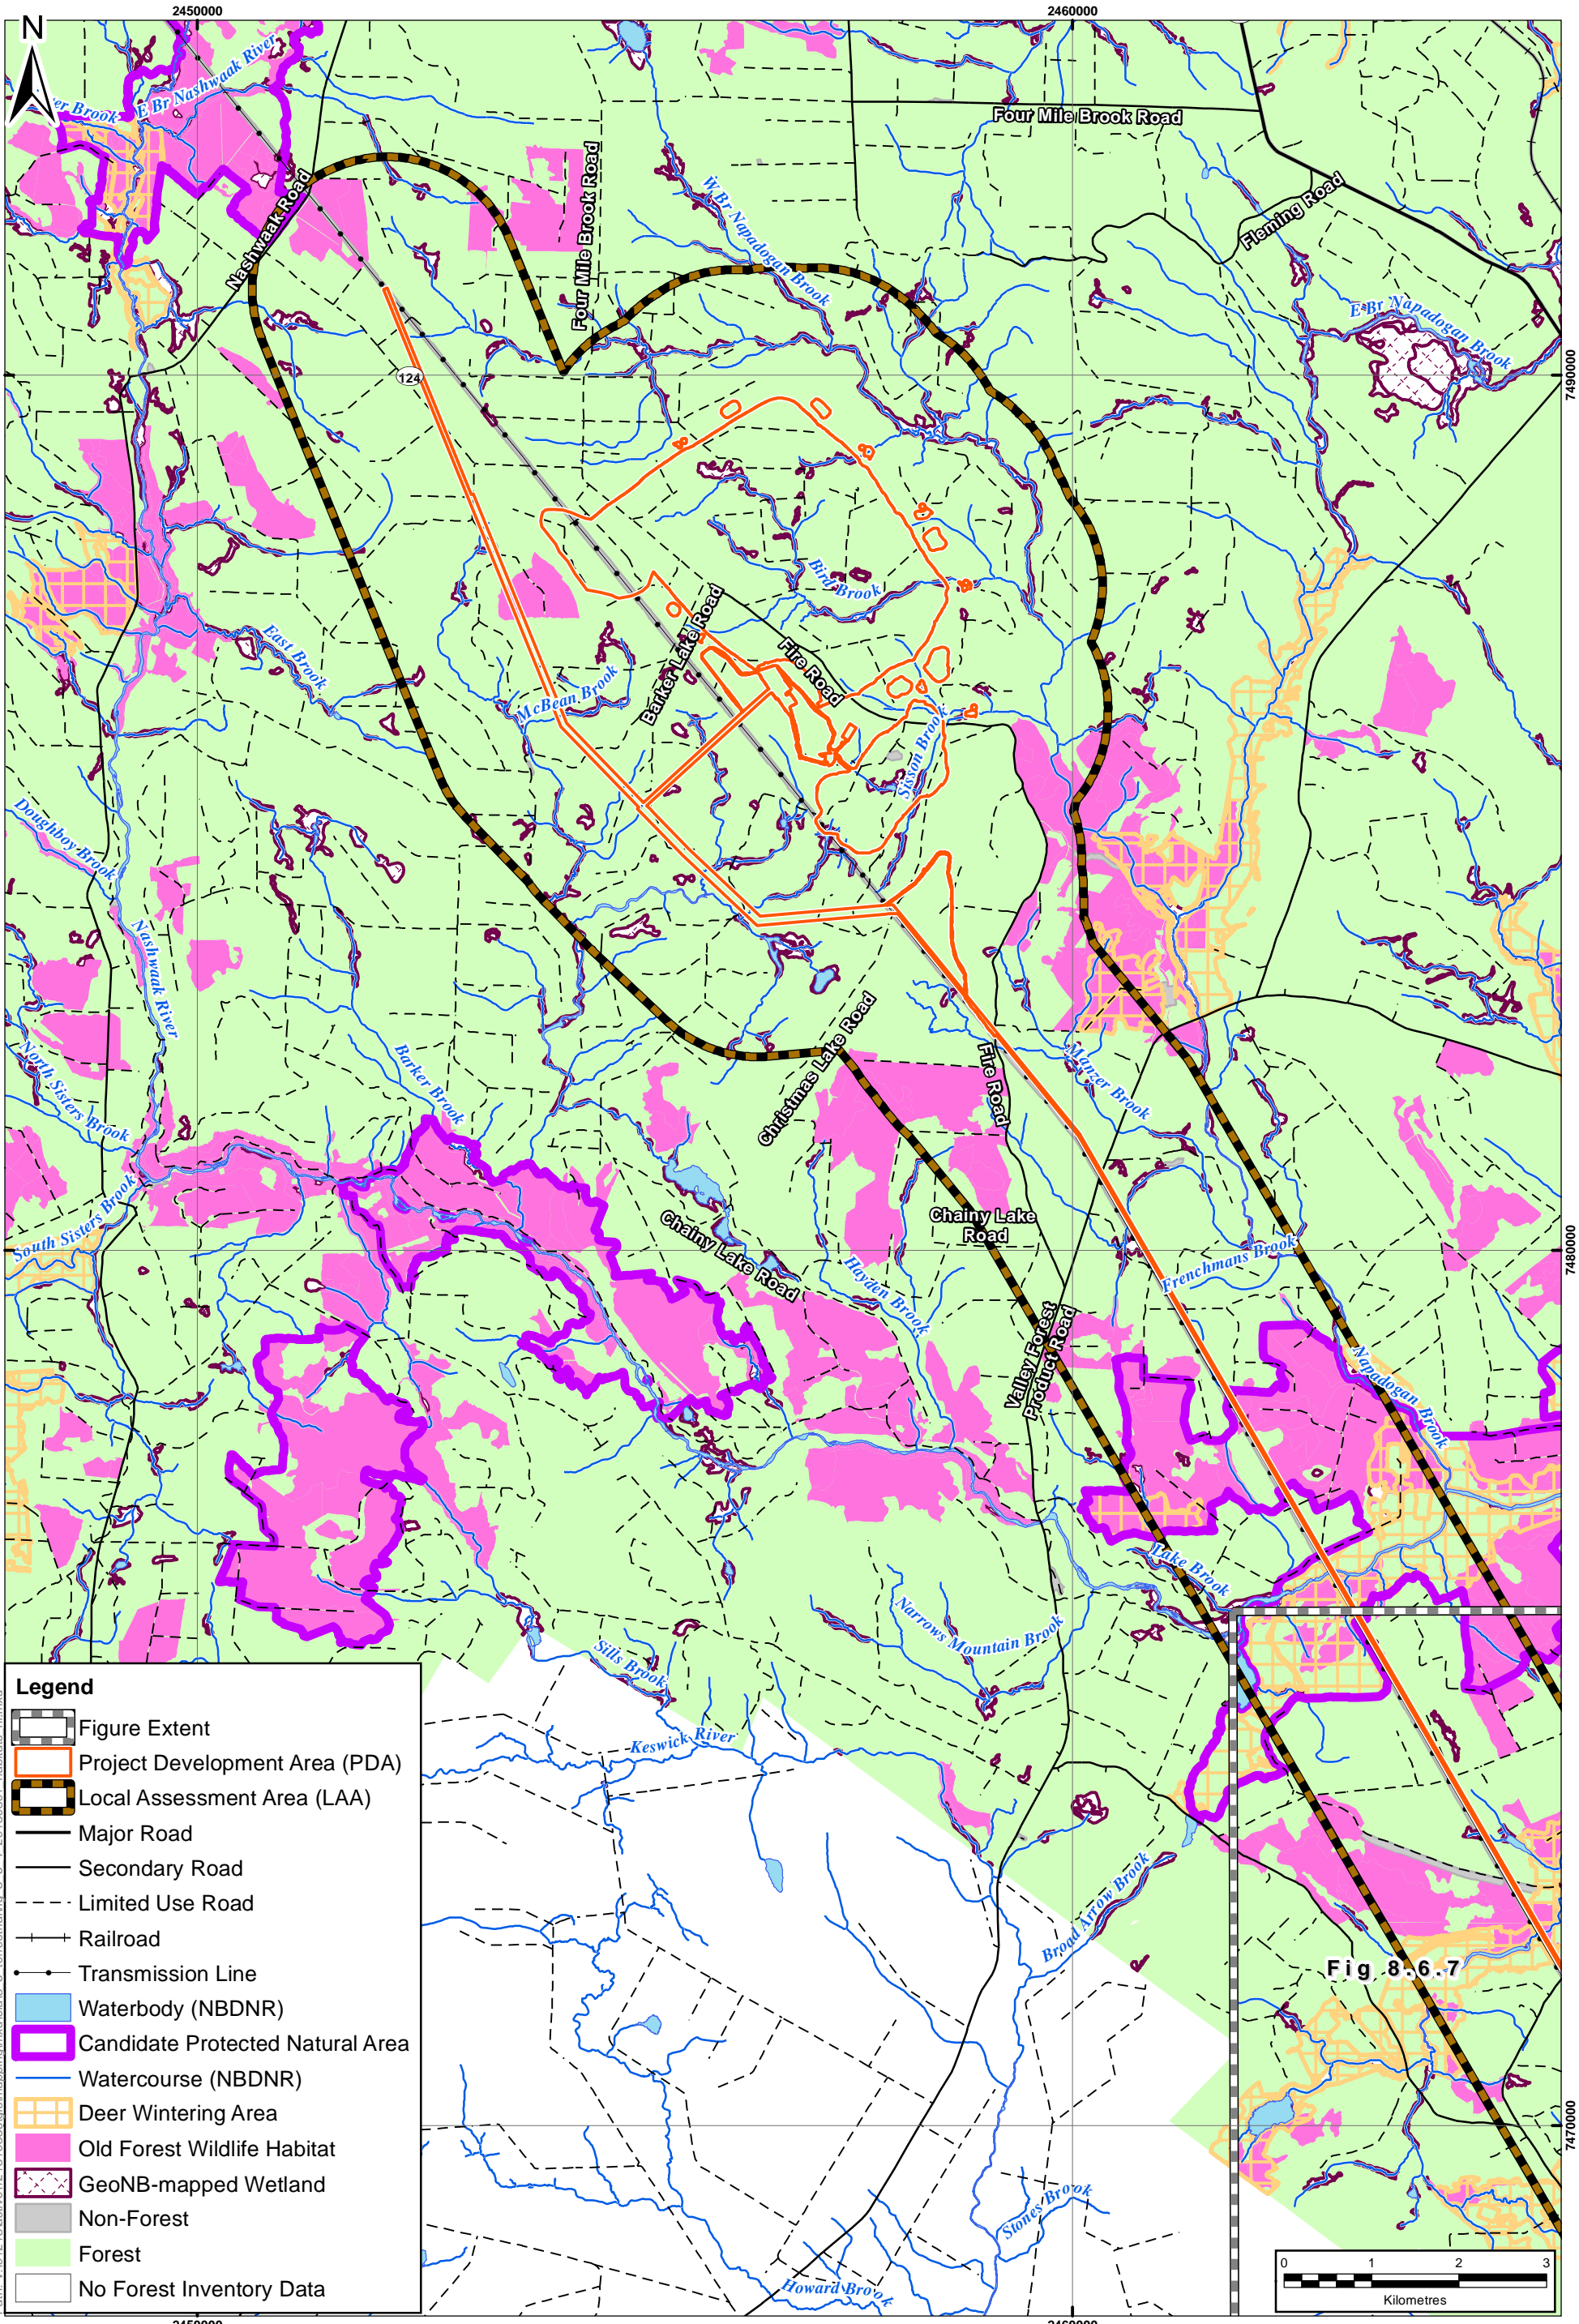 2450000
2460000
N
E Br Nashwaak River
Brook
Four Mile Brook Road
Nashwaak Road
Four Mile Brook Road
W Br Napadogan Brook
Fleming Road
E Br Napadogan Brook
7490000
124
Bird Brook
Barker Lake Road
Fire Road
East Brook
McBean Brook
Sisson Brook
Doughboy Brook
Nashwaak River
Christmas Lake Road
Fire Road
Manzer Brook
North Sisters Brook
Barker Brook
South Sisters Brook
Chainy Lake Road
Chainy Lake
Road
Hayden Brook
Frenchmans Brook
7480000
Valley Forest
Product Road
Napadogan Brook
Lake Brook
Narrows Mountain Brook
Sills Brook
Keswick River
Broad Arrow Brook
Fig 8.6.7
Stones Brook
Howard Brook
7470000
Legend
Figure Extent
Project Development Area (PDA)
Local Assessment Area (LAA)
Major Road
Secondary Road
Limited Use Road
Railroad
Transmission Line
Waterbody (NBDNR)
Candidate Protected Natural Area
Watercourse (NBDNR)
Deer Wintering Area
Old Forest Wildlife Habitat
GeoNB-mapped Wetland
Non-Forest
Forest
No Forest Inventory Data
0 1 2 3
Kilometres